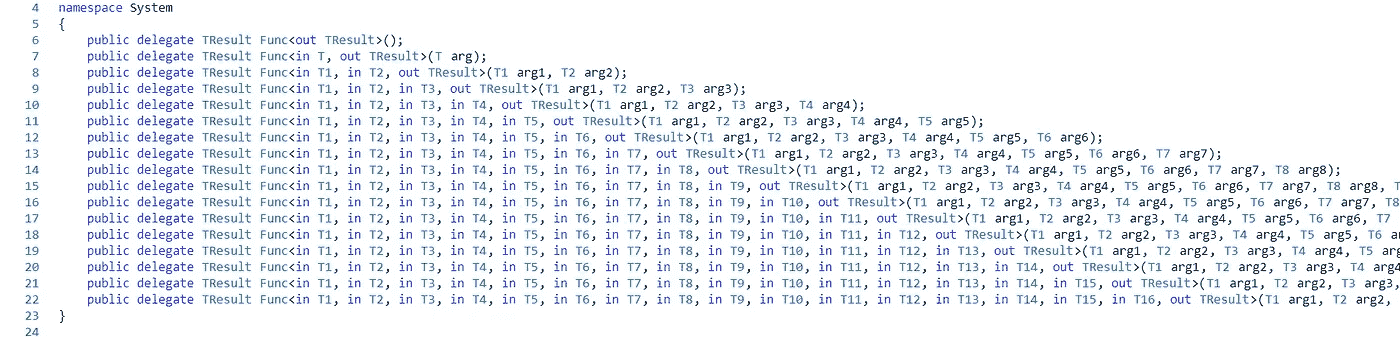 4 namespace System
5 {
6 public delegate TResult Func<out TResult>();
7 public delegate TResult Func<in T, out TResult>(T arg);
8 public delegate TResult Func<in T1, in T2, out TResult>(T1 arg1, T2 arg2);
9 public delegate TResult Func<in T1, in T2, in T3, out TResult>(T1 arg1, T2 arg2, T3 arg3);
10 public delegate TResult Func<in T1, in T2, in T3, in T4, out TResult>(T1 arg1, T2 arg2, T3 arg3, T4 arg4);
11 public delegate TResult Func<in T1, in T2, in T3, in T4, in T5, out TResult>(T1 arg1, T2 arg2, T3 arg3, T4 arg4, T5 arg5);
12 public delegate TResult Func<in T1, in T2, in T3, in T4, in T5, in T6, out TResult>(T1 arg1, T2 arg2, T3 arg3, T4 arg4, T5 arg5, T6 arg6);
13 public delegate TResult Func<in T1, in T2, in T3, in T4, in T5, in T6, in T7, out TResult>(T1 arg1, T2 arg2, T3 arg3, T4 arg4, T5 arg5, T6 arg6, T7 arg7);
14 public delegate TResult Func<in T1, in T2, in T3, in T4, in T5, in T6, in T7, in T8, out TResult>(T1 arg1, T2 arg2, T3 arg3, T4 arg4, T5 arg5, T6 arg6, T7 arg7, T8 arg8);
15 public delegate TResult Func<in T1, in T2, in T3, in T4, in T5, in T6, in T7, in T8, in T9, out TResult>(T1 arg1, T2 arg2, T3 arg3, T4 arg4, T5 arg5, T6 arg6, T7 arg7, T8 arg8,
16 public delegate TResult Func<in T1, in T2, in T3, in T4, in T5, in T6, in T7, in T8, in T9, in T10, out TResult>(T1 arg1, T2 arg2, T3 arg3, T4 arg4, T5 arg5, T6 arg6, T7 arg7, T8
17 public delegate TResult Func<in T1, in T2, in T3, in T4, in T5, in T6, in T7, in T8, in T9, in T10, in T11, out TResult>(T1 arg1, T2 arg2, T3 arg3, T4 arg4, T5 arg5, T6 arg6, T7
18 public delegate TResult Func<in T1, in T2, in T3, in T4, in T5, in T6, in T7, in T8, in T9, in T10, in T11, in T12, out TResult>(T1 arg1, T2 arg2, T3 arg3, T4 arg4, T5 arg5, T6
19 public delegate TResult Func<in T1, in T2, in T3, in T4, in T5, in T6, in T7, in T8, in T9, in T10, in T11, in T12, in T13, out TResult>(T1 arg1, T2 arg2, T3 arg3, T4 arg4, T5
20 public delegate TResult Func<in T1, in T2, in T3, in T4, in T5, in T6, in T7, in T8, in T9, in T10, in T11, in T12, in T13, in T14, out TResult>(T1 arg1, T2 arg2, T3 arg3, T4 arg4
21 public delegate TResult Func<in T1, in T2, in T3, in T4, in T5, in T6, in T7, in T8, in T9, in T10, in T11, in T12, in T13, in T14, in T15, out TResult>(T1 arg1, T2 arg2, T3 arg3,
22 public delegate TResult Func<in T1, in T2, in T3, in T4, in T5, in T6, in T7, in T8, in T9, in T10, in T11, in T12, in T13, in T14, in T15, in T16, out TResult>(T1 arg1, T2 arg2,
23 }
24